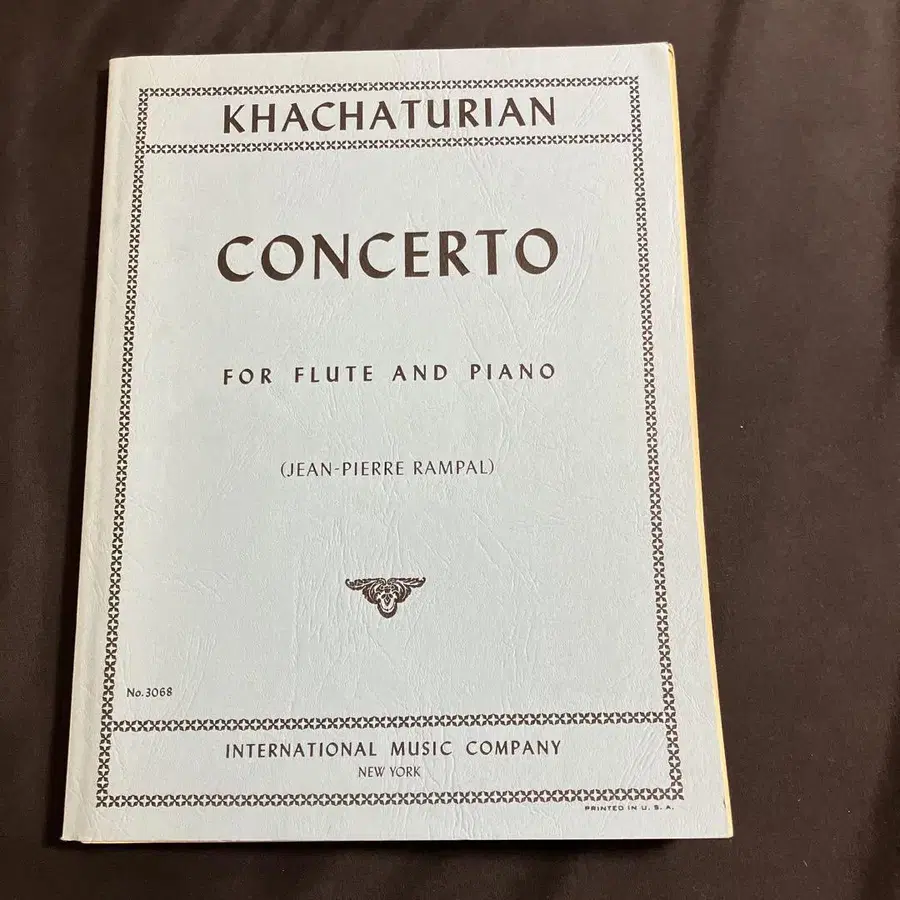 KHACHATURIAN
CONCERTO
FOR FLUTE AND PIANO
(JEAN-PIERRE RAMPAL)
No. 3068
INTERNATIONAL MUSIC COMPANY
NEW YORK
PRINTED IN U. S. A.